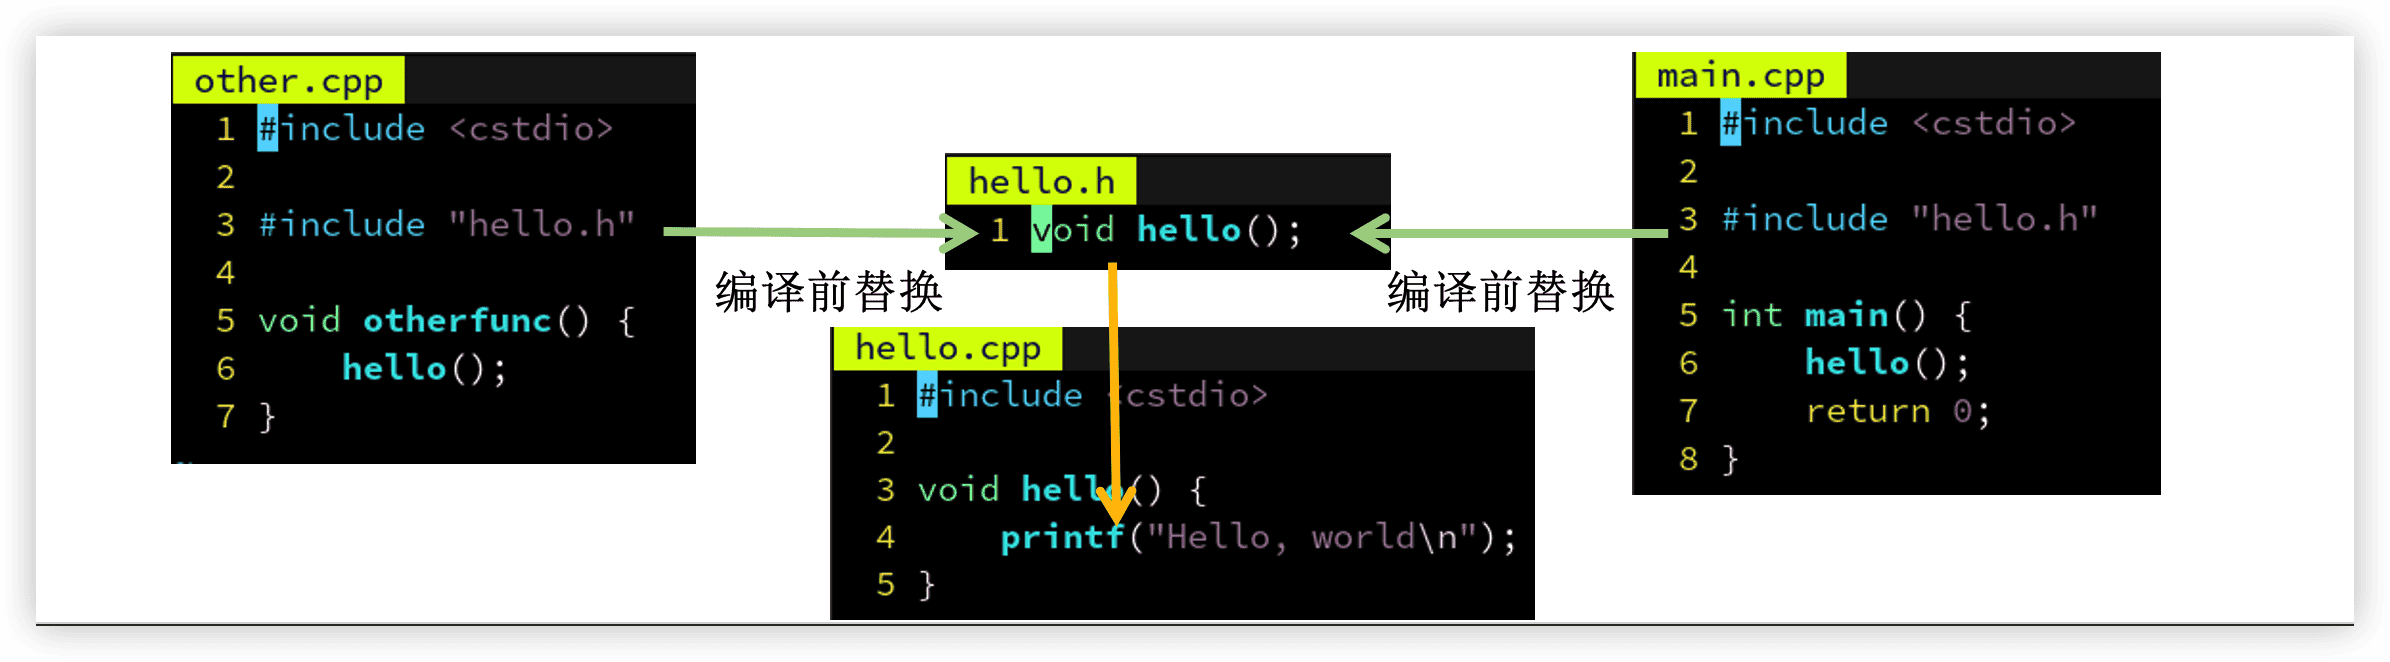 other.cpp
1 #include <cstdio>
2
3 #include "hello.h"
4
5 void otherfunc() {
6     hello();
7 }
编译前替换
hello.h
1 void hello();
编译前替换
hello.cpp
1 #include <cstdio>
2
3 void hello() {
4     printf("Hello, world\n");
5 }
main.cpp
1 #include <cstdio>
2
3 #include "hello.h"
4
5 int main() {
6     hello();
7     return 0;
8 }